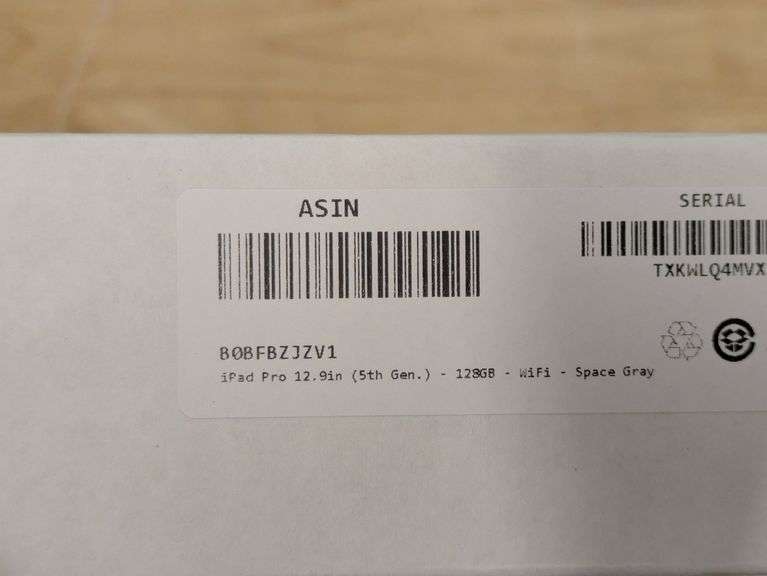 ASIN
SERIAL
TXKWLQ4MVX
B0BFBZJZV1
iPad Pro 12.9in (5th Gen.) - 128GB - WiFi - Space Gray